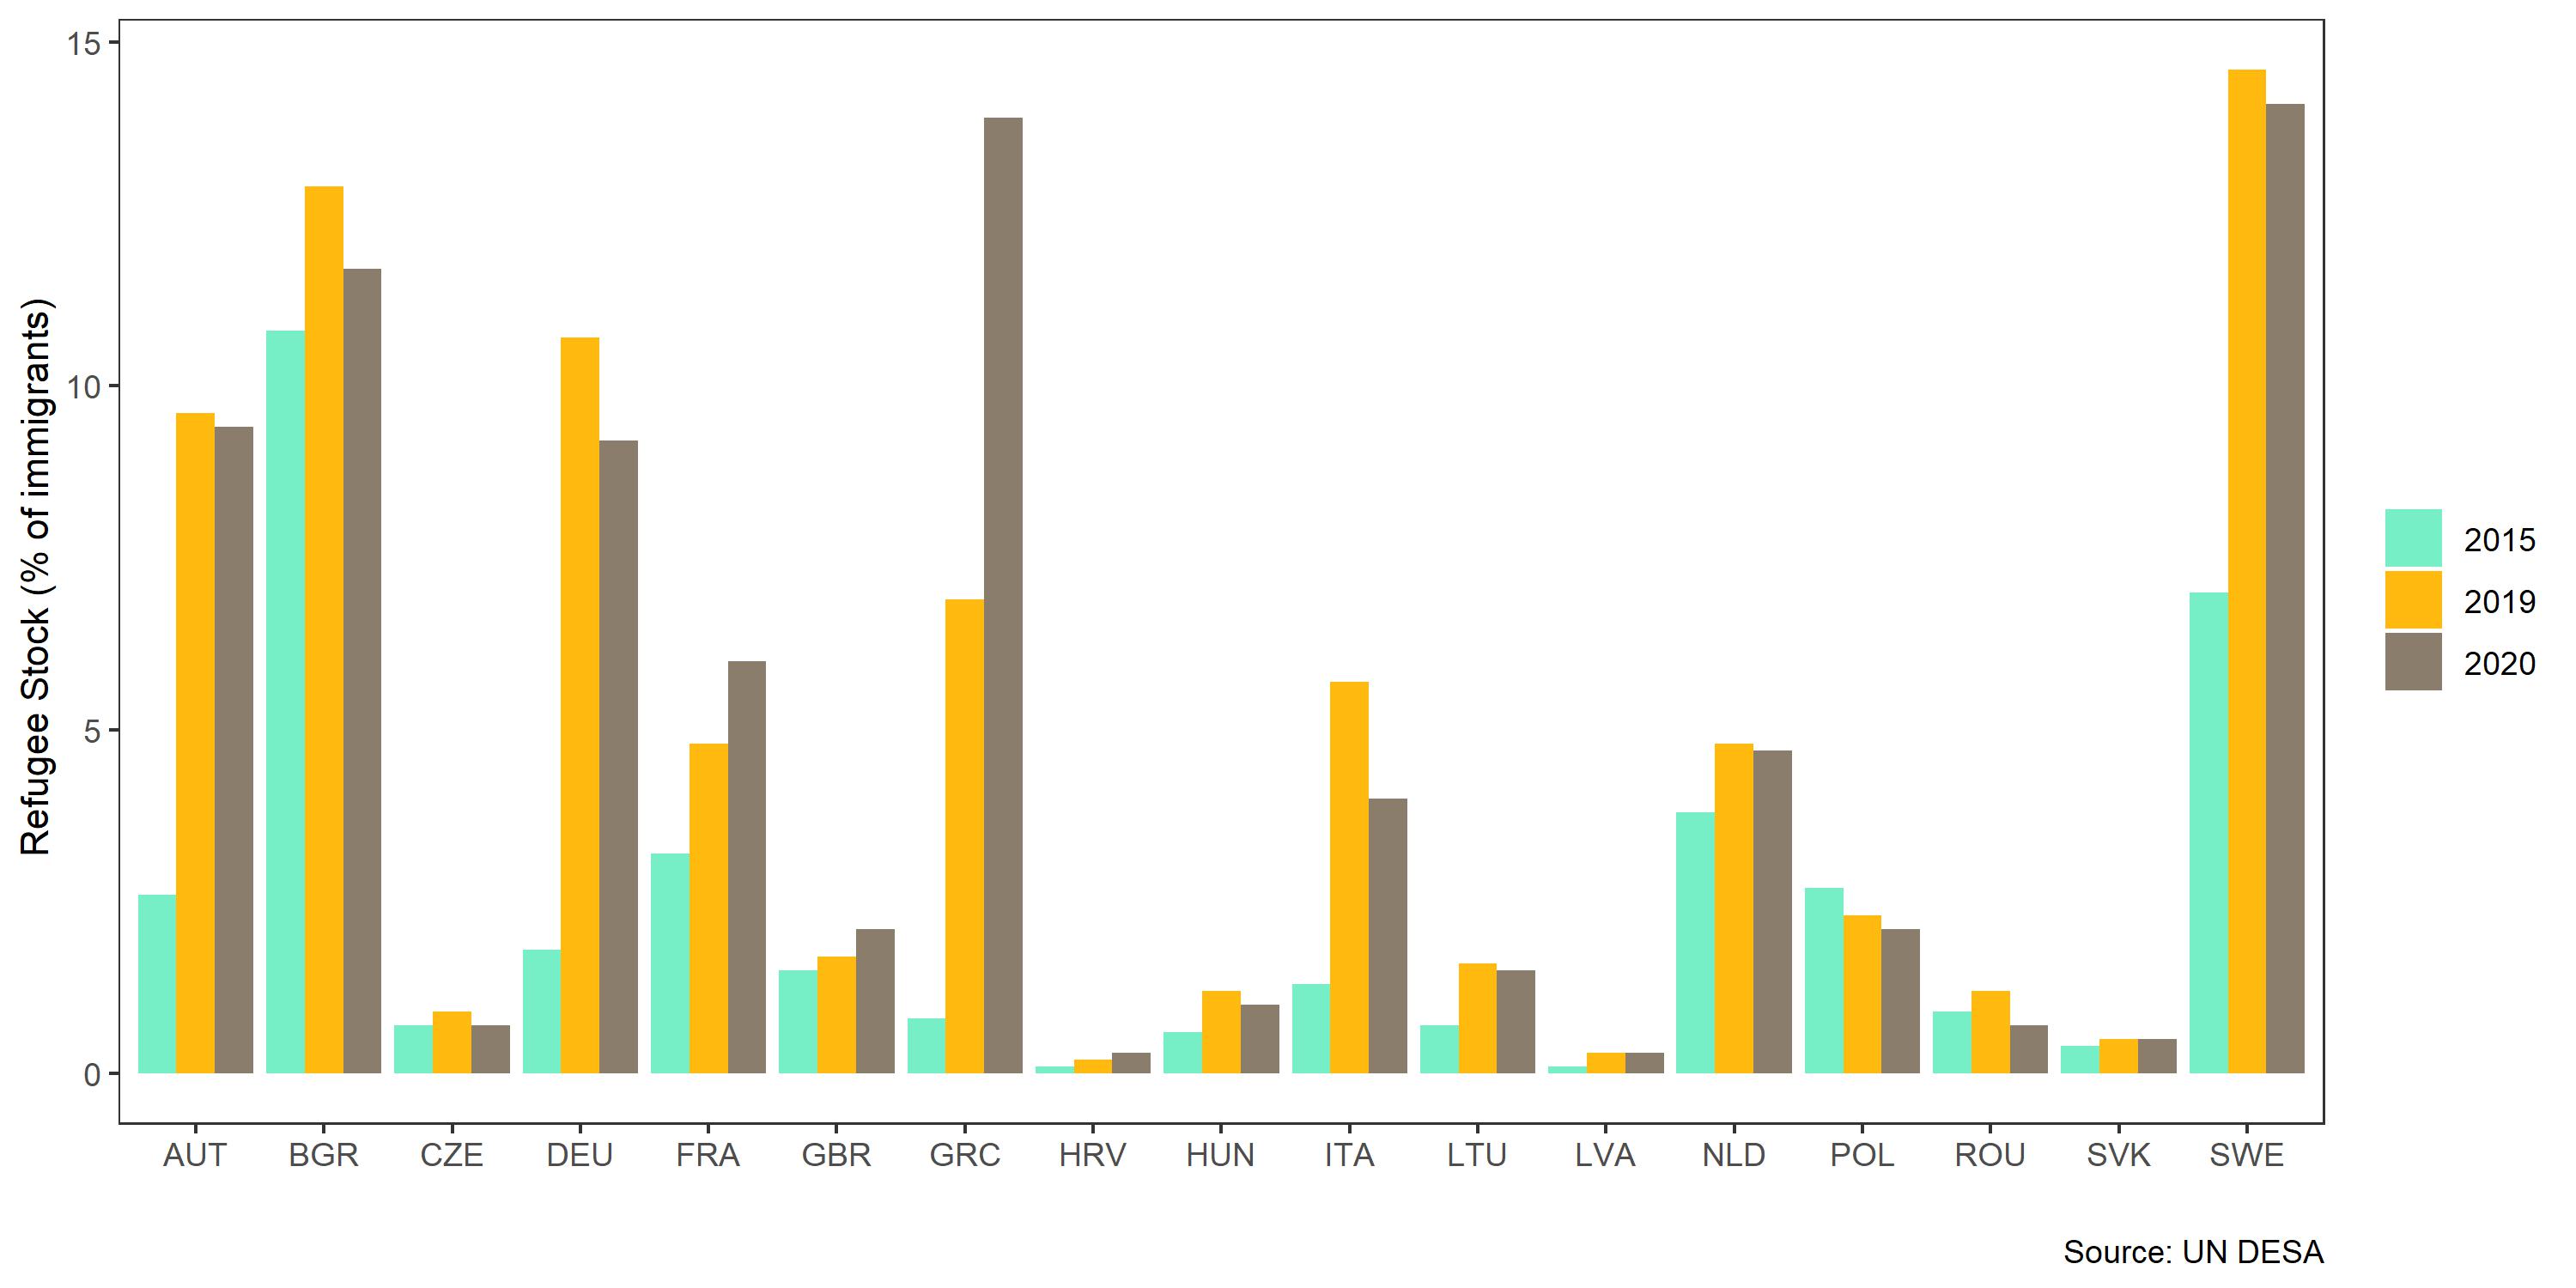 Refugee Stock (% of immigrants)
15
10
5
0
AUT BGR CZE DEU FRA GBR GRC HRV HUN ITA LTU LVA NLD POL ROU SVK SWE
2015
2019
2020
Source: UN DESA